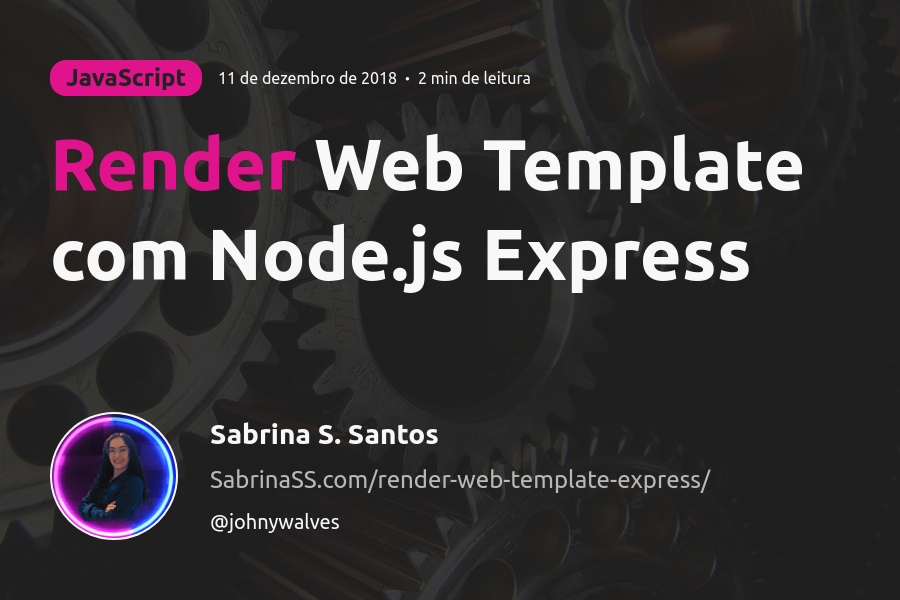 JavaScript 11 de dezembro de 2018 • 2 min de leitura
Render Web Template
com Node.js Express
Sabrina S. Santos
SabrinaSS.com/render-web-template-express/
@johnywalves